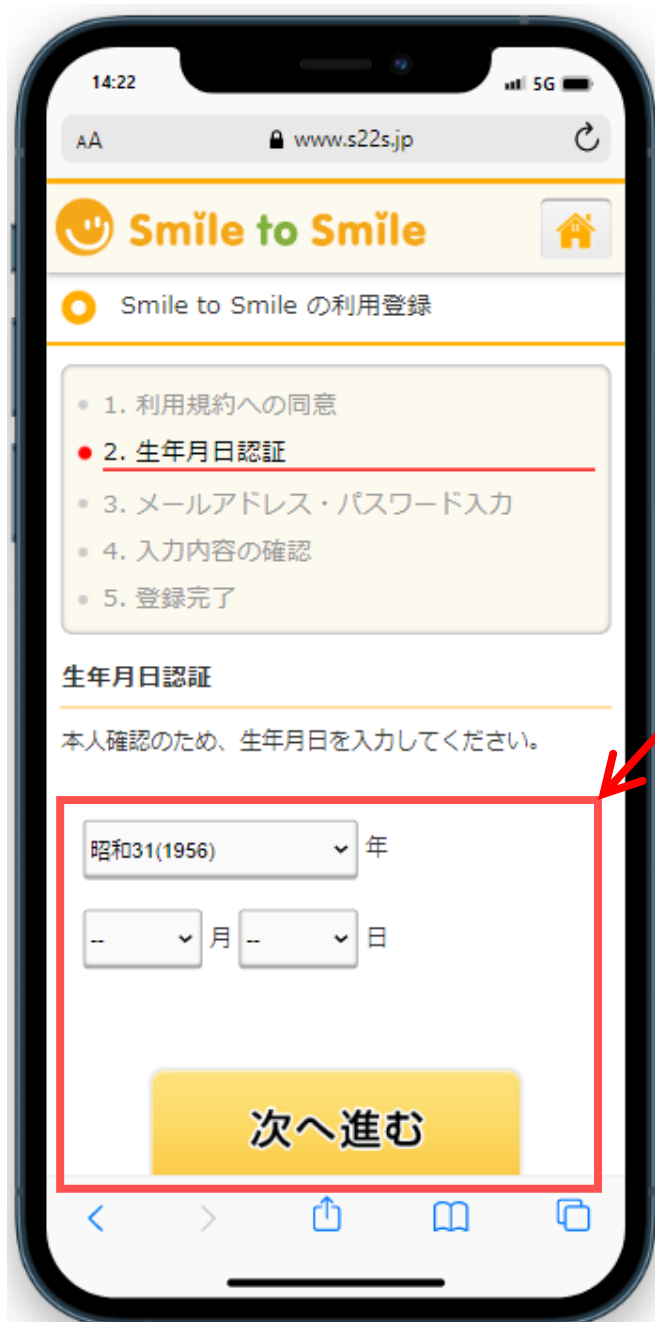 14:22
5G
AA
www.s22s.jp
Smile to Smile
Smile to Smile の利用登録
1. 利用規約への同意
2. 生年月日認証
3. メールアドレス・パスワード入力
4. 入力内容の確認
5. 登録完了
生年月日認証
本人確認のため、生年月日を入力してください。
昭和31(1956) 年
-- 月 -- 日
次へ進む